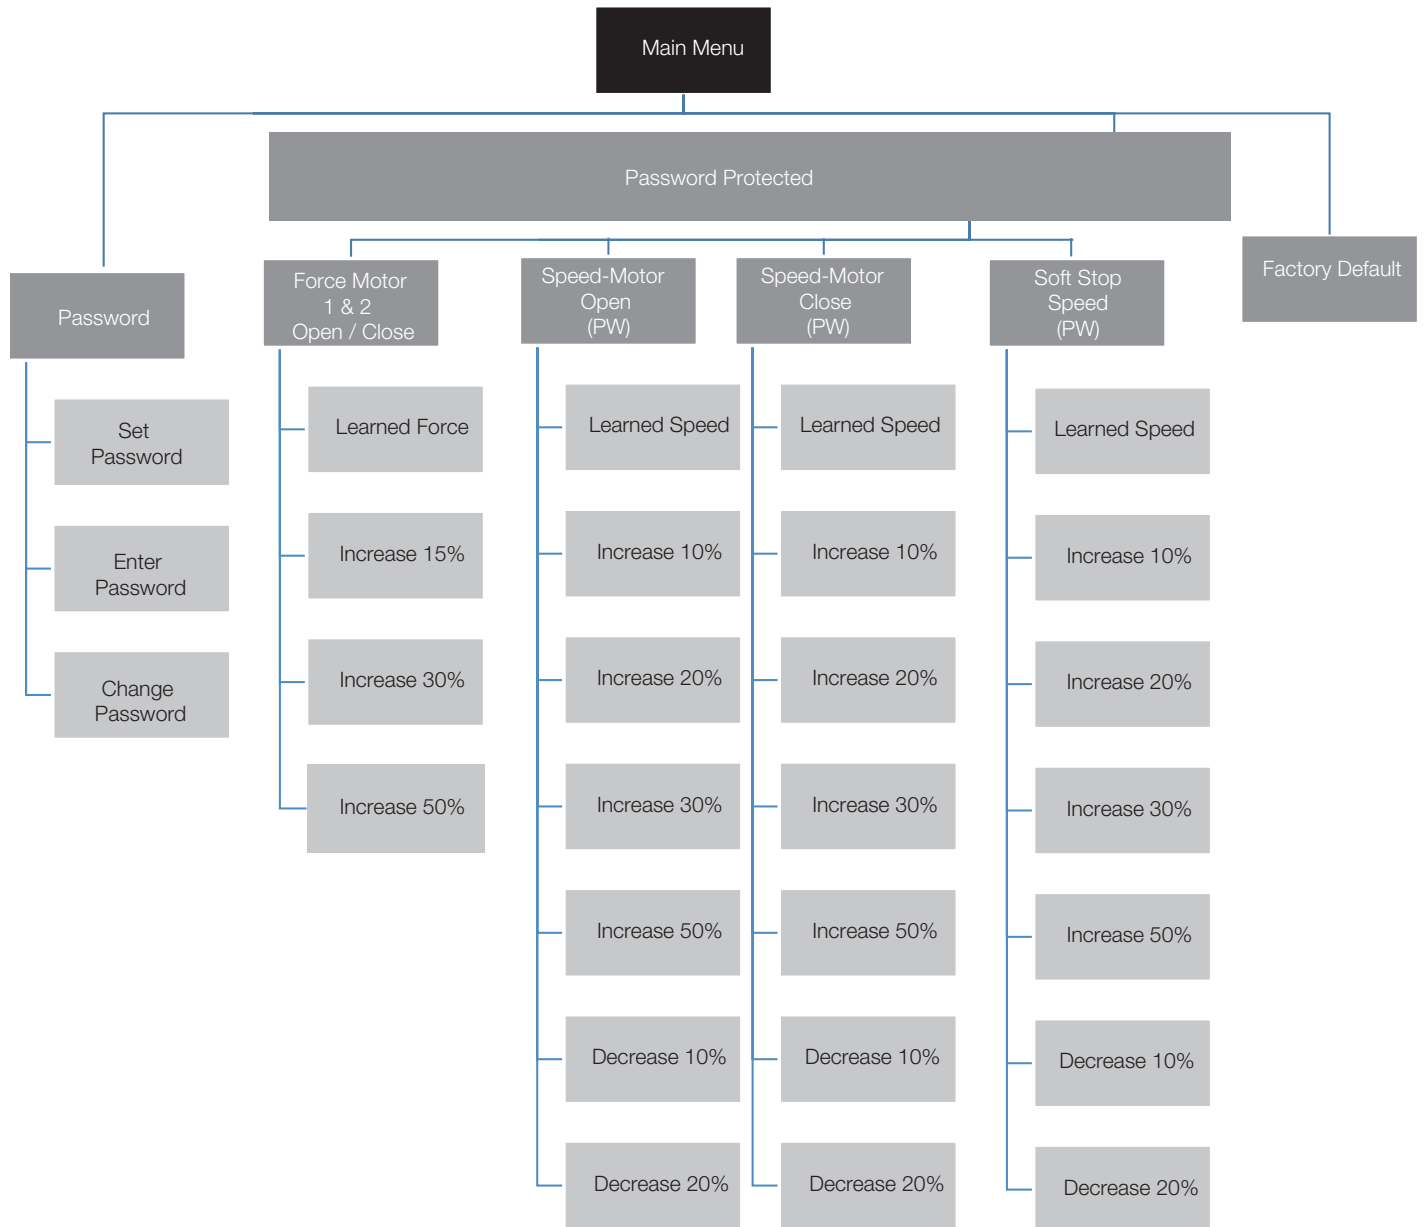 Main Menu
Password Protected
Password
Set
Password
Enter
Password
Change
Password
Force Motor
1 & 2
Open / Close
Learned Force
Increase 15%
Increase 30%
Increase 50%
Speed-Motor
Open
(PW)
Learned Speed
Increase 10%
Increase 20%
Increase 30%
Increase 50%
Decrease 10%
Decrease 20%
Speed-Motor
Close
(PW)
Learned Speed
Increase 10%
Increase 20%
Increase 30%
Increase 50%
Decrease 10%
Decrease 20%
Soft Stop
Speed
(PW)
Learned Speed
Increase 10%
Increase 20%
Increase 30%
Increase 50%
Decrease 10%
Decrease 20%
Factory Default